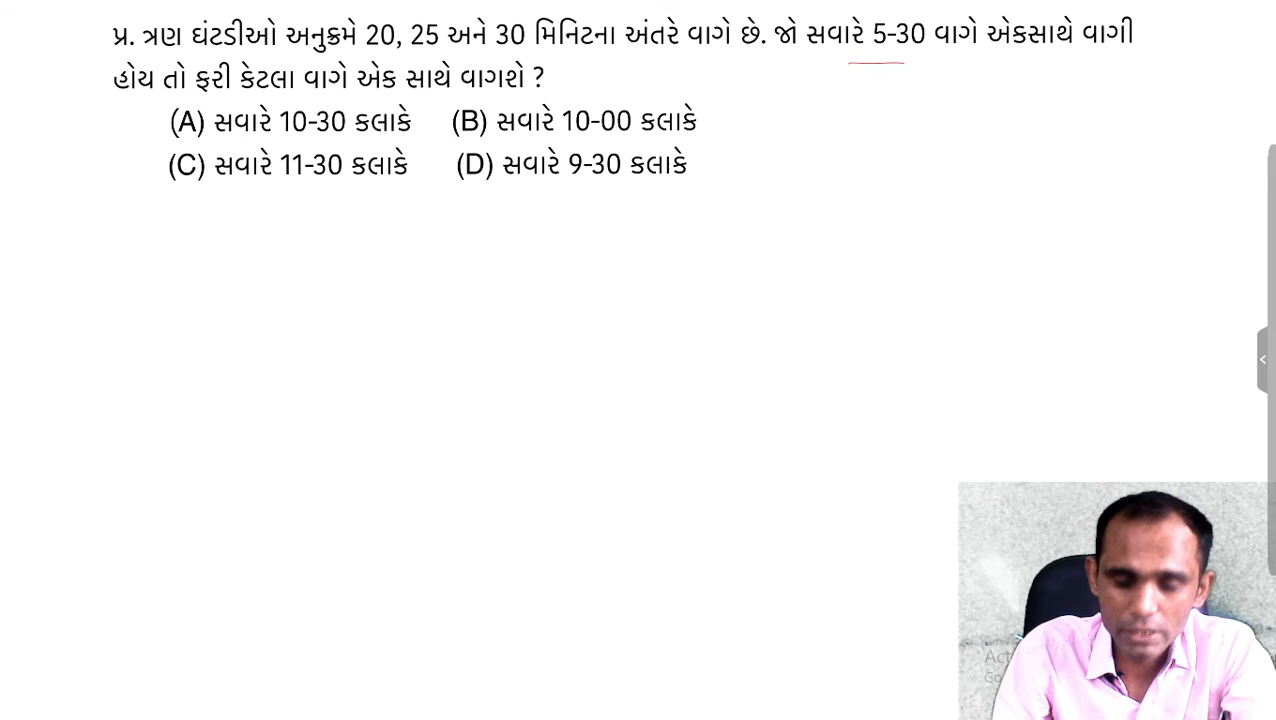 પ્ર. ત્રણ ઘંટડીઓ અનુક્રમે 20, 25 અને 30 મિનિટના અંતરે વાગે છે. જો સવારે 5-30 વાગે એકસાથે વાગી
હોય તો ફરી કેટલા વાગે એક સાથે વાગશે ?
(A) સવારે 10-30 કલાકે (B) સવારે 10-00 કલાકે
(C) સવારે 11-30 કલાકે (D) સવારે 9-30 કલાકે